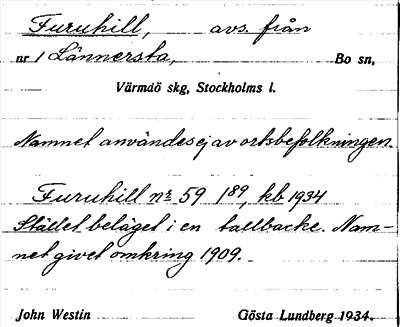 Furuhill, avs. från
nr 1 Lännersta, Bo sn,
Värmdö skg, Stockholms l.
Namnet användes ej av ortsbefolkningen.
Furuhill nr 59 189, kb 1934
Stället beläget i en tallbacke. Nam-
net givet omkring 1909.
John Westin Gösta Lundberg 1934.